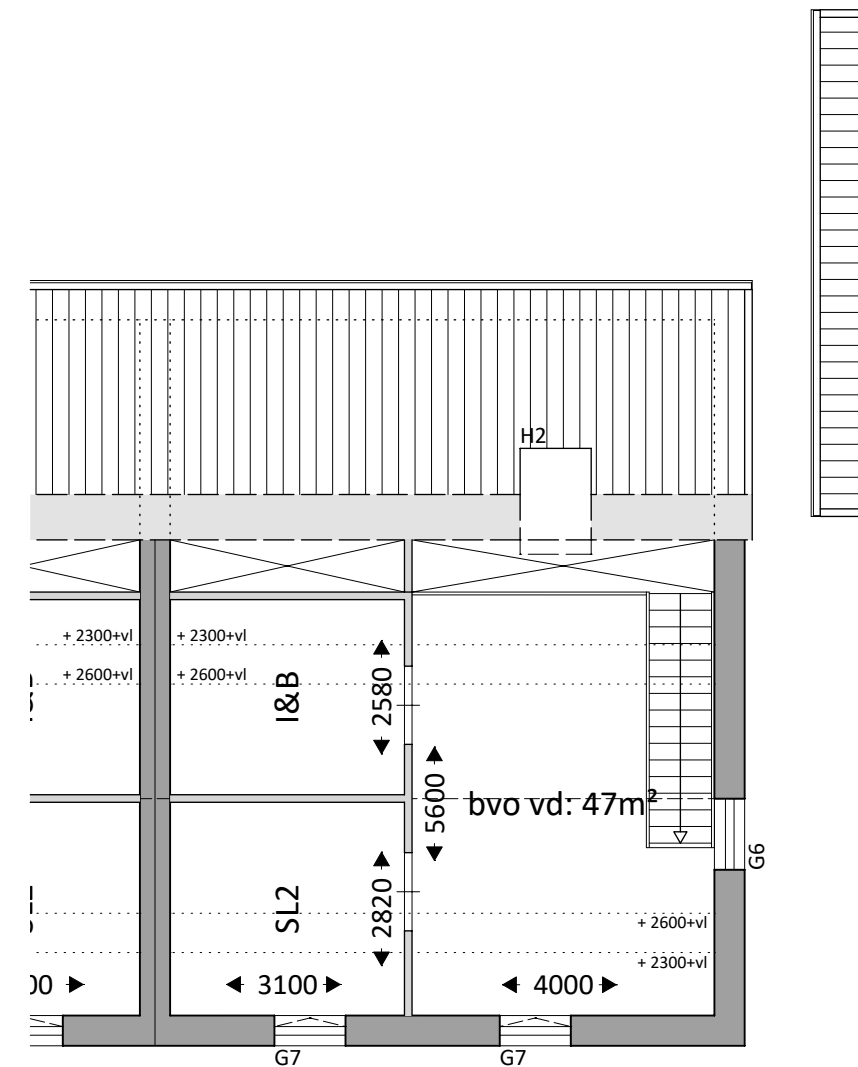 H2
+ 2300+vl
+ 2300+vl
+ 2600+vl
+ 2600+vl
I&B
2580
5600
bvo vd: 47m²
G6
SL2
2820
+ 2600+vl
+ 2300+vl
00
3100
4000
G7
G7